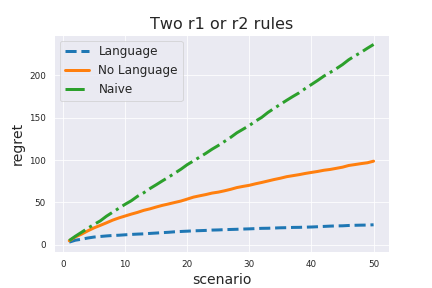 Two r1 or r2 rules
Language
No Language
Naive
regret
200
150
100
50
0
0 10 20 30 40 50
scenario